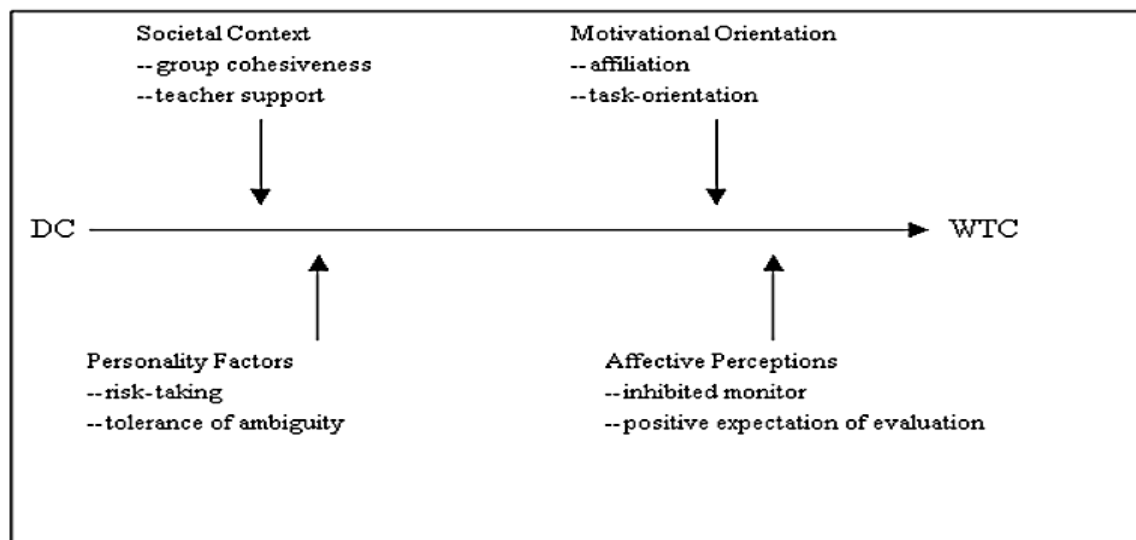 Societal Context
--group cohesiveness
--teacher support
Motivational Orientation
--affiliation
--task-orientation
DC
WTC
Personality Factors
--risk-taking
--tolerance of ambiguity
Affective Perceptions
--inhibited monitor
--positive expectation of evaluation